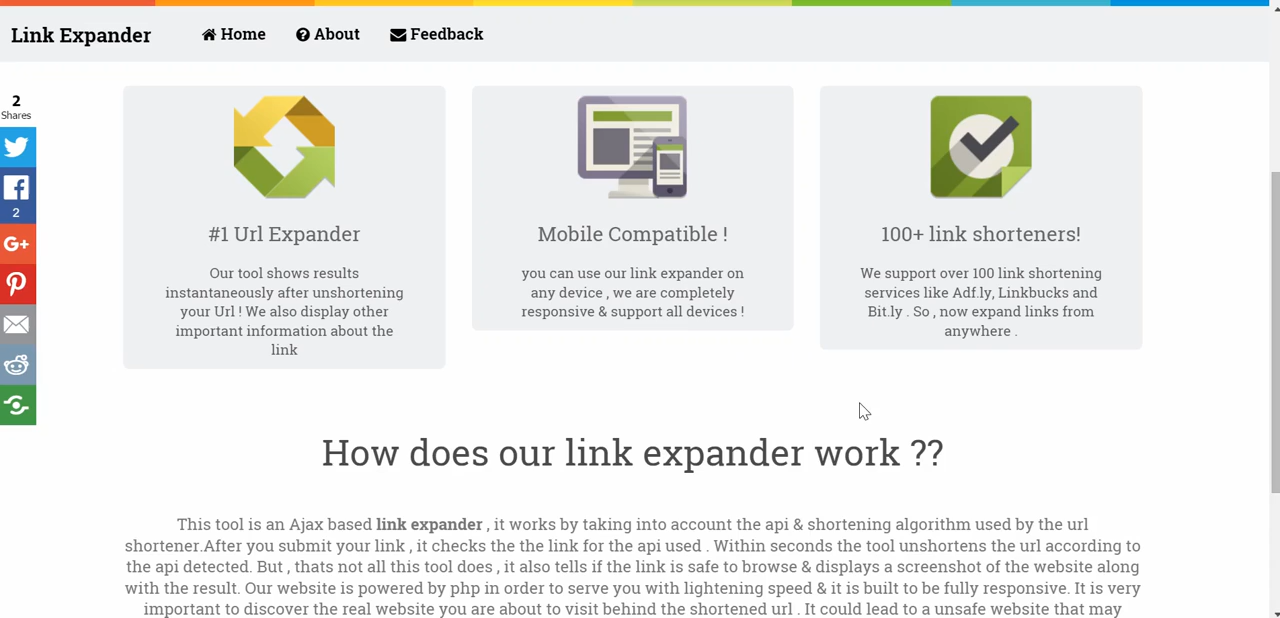 Link Expander
Home
About
Feedback
2
Shares
2
G+
#1 Url Expander
Our tool shows results
instantaneously after unshortening
your Url ! We also display other
important information about the
link
Mobile Compatible !
you can use our link expander on
any device , we are completely
responsive & support all devices !
100+ link shorteners!
We support over 100 link shortening
services like Adf.ly, Linkbucks and
Bit.ly . So , now expand links from
anywhere .
How does our link expander work ??
This tool is an Ajax based link expander , it works by taking into account the api & shortening algorithm used by the url
shortener.After you submit your link , it checks the the link for the api used . Within seconds the tool unshortens the url according to
the api detected. But , thats not all this tool does , it also tells if the link is safe to browse & displays a screenshot of the website along
with the result. Our website is powered by php in order to serve you with lightening speed & it is built to be fully responsive. It is very
important to discover the real website you are about to visit behind the shortened url . It could lead to a unsafe website that may